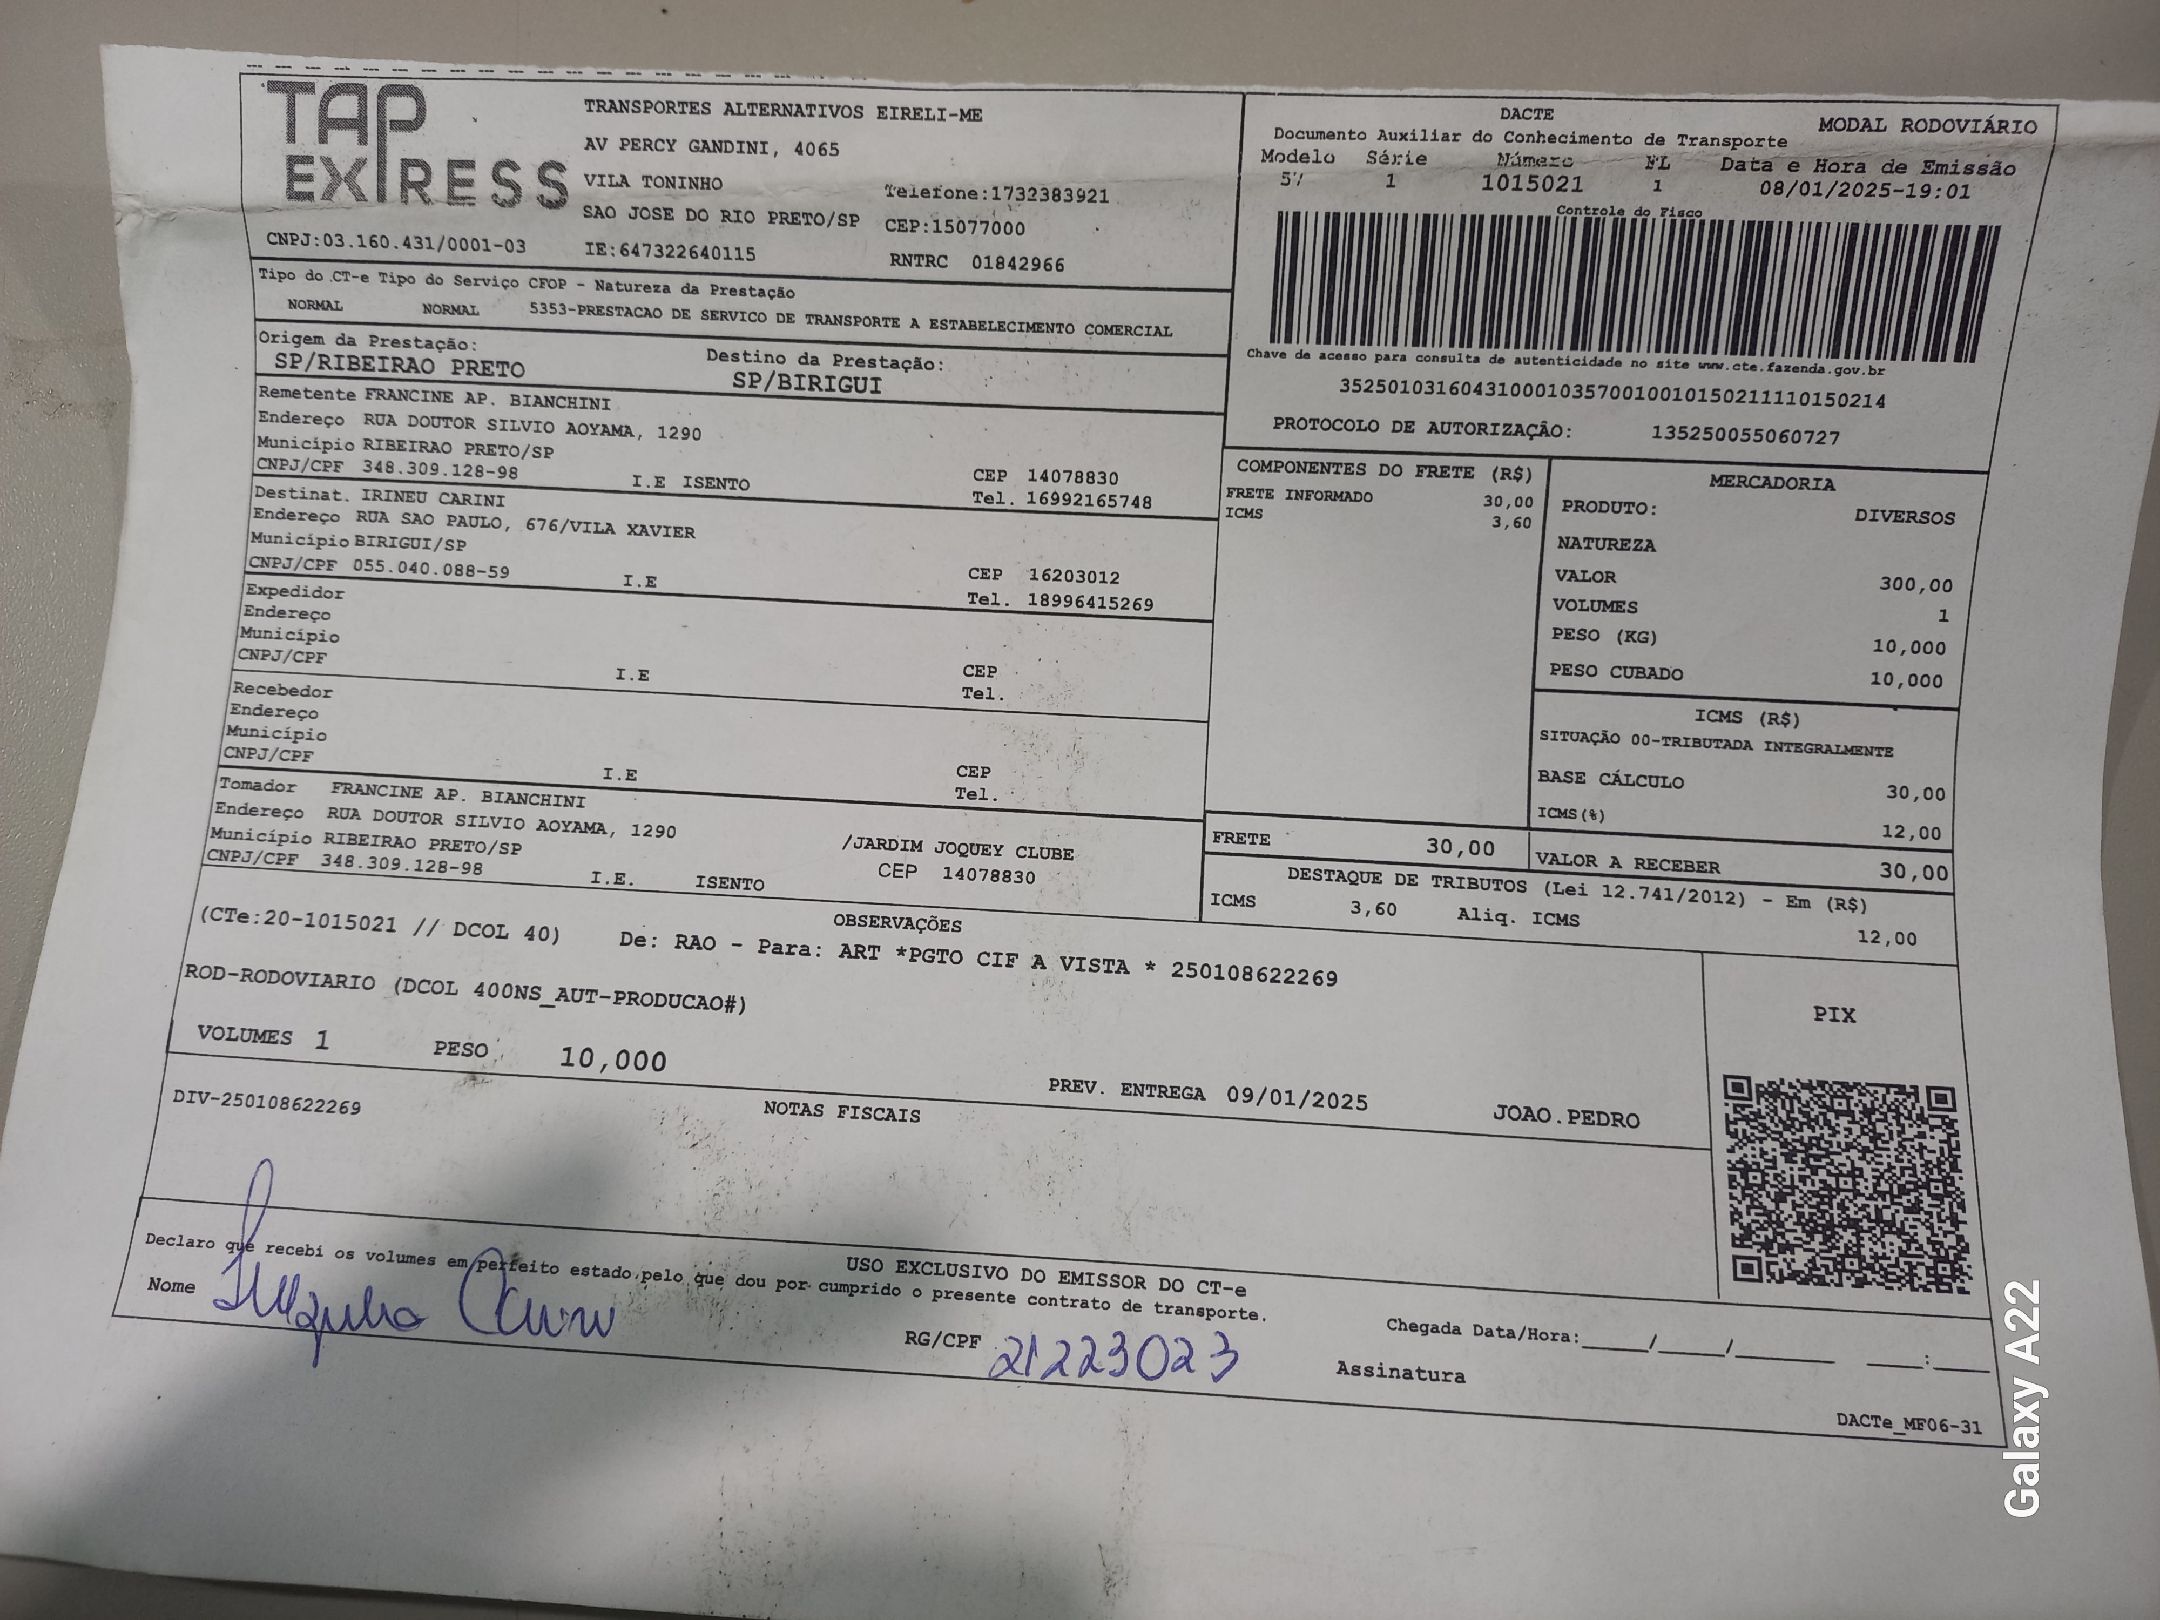 TAP EXPRESS
TRANSPORTES ALTERNATIVOS EIRELI-ME
AV PERCY GANDINI, 4065
VILA TONINHO
Telefone:1732383921
SAO JOSE DO RIO PRETO/SP CEP:15077000
CNPJ:03.160.431/0001-03 IE:647322640115 RNTRC 01842966
DACTE
MODAL RODOVIÁRIO
Documento Auxiliar do Conhecimento de Transporte
Modelo Série Número FL Data e Hora de Emissão
57 1 1015021 1 08/01/2025-19:01
Controle do Fisco
Chave de acesso para consulta de autenticidade no site www.cte.fazenda.gov.br
35250103160431000103570010010150211110150214
PROTOCOLO DE AUTORIZAÇÃO: 135250055060727
Tipo do CT-e Tipo do Serviço CFOP - Natureza da Prestação
NORMAL NORMAL 5353-PRESTACAO DE SERVICO DE TRANSPORTE A ESTABELECIMENTO COMERCIAL
Origem da Prestação: Destino da Prestação:
SP/RIBEIRAO PRETO SP/BIRIGUI
Remetente FRANCINE AP. BIANCHINI
Endereço RUA DOUTOR SILVIO AOYAMA, 1290
Município RIBEIRAO PRETO/SP CEP 14078830
CNPJ/CPF 348.309.128-98 I.E ISENTO Tel. 16992165748
Destinat. IRINEU CARINI
Endereço RUA SAO PAULO, 676/VILA XAVIER
Município BIRIGUI/SP CEP 16203012
CNPJ/CPF 055.040.088-59 I.E Tel. 18996415269
Expedidor
Endereço
Município CEP
CNPJ/CPF I.E Tel.
Recebedor
Endereço
Município CEP
CNPJ/CPF I.E Tel.
Tomador FRANCINE AP. BIANCHINI
Endereço RUA DOUTOR SILVIO AOYAMA, 1290 /JARDIM JOQUEY CLUBE
Município RIBEIRAO PRETO/SP CEP 14078830
CNPJ/CPF 348.309.128-98 I.E. ISENTO
COMPONENTES DO FRETE (R$)
FRETE INFORMADO 30,00
ICMS 3,60
MERCADORIA
PRODUTO: DIVERSOS
NATUREZA
VALOR 300,00
VOLUMES 1
PESO (KG) 10,000
PESO CUBADO 10,000
ICMS (R$)
SITUAÇÃO 00-TRIBUTADA INTEGRALMENTE
BASE CÁLCULO 30,00
ICMS(%) 12,00
FRETE 30,00 VALOR A RECEBER 30,00
DESTAQUE DE TRIBUTOS (Lei 12.741/2012) - Em (R$)
ICMS 3,60 Aliq. ICMS 12,00
OBSERVAÇÕES
(CTe:20-1015021 // DCOL 40) De: RAO - Para: ART *PGTO CIF A VISTA * 250108622269
ROD-RODOVIARIO (DCOL 400NS_AUT-PRODUCAO#)
VOLUMES 1 PESO 10,000 PREV. ENTREGA 09/01/2025 JOAO.PEDRO
PIX
NOTAS FISCAIS
DIV-250108622269
USO EXCLUSIVO DO EMISSOR DO CT-e
Declaro que recebi os volumes em perfeito estado pelo que dou por cumprido o presente contrato de transporte.
Nome
RG/CPF 21223023
Chegada Data/Hora:_____/_____/_______ ____:____
Assinatura
DACTe_MF06-31
Galaxy A22